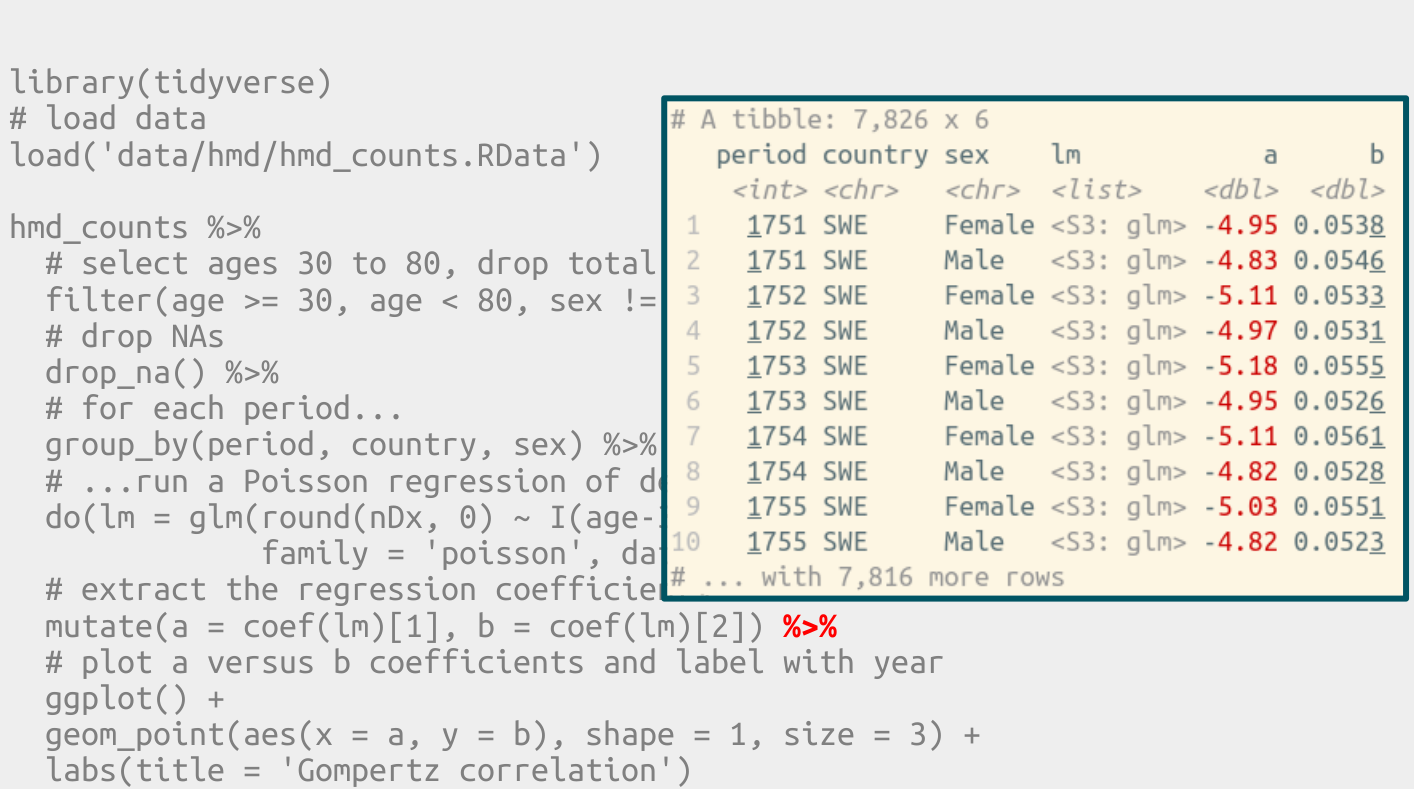 library(tidyverse)
# load data
load('data/hmd/hmd_counts.RData')
hmd_counts %>%
# select ages 30 to 80, drop total
filter(age >= 30, age < 80, sex !=
# drop NAs
drop_na() %>%
# for each period...
group_by(period, country, sex) %>%
# ...run a Poisson regression of
do(lm = glm(round(nDx, 0) ~ I(age-
family = 'poisson',
# extract the regression
mutate(a = coef(lm)[1], b = coef(lm)[2]) %>%
# plot a versus b coefficients and label with year
ggplot() +
geom_point(aes(x = a, y = b), shape = 1, size = 3) +
labs(title = 'Gompertz correlation')
# A tibble: 7,826 x 6
period country sex lm a b
<int> <chr> <chr> <list> <dbl> <dbl>
1 1751 SWE Female <S3: glm> -4.95 0.0538
2 1751 SWE Male <S3: glm> -4.83 0.0546
3 1752 SWE Female <S3: glm> -5.11 0.0533
4 1752 SWE Male <S3: glm> -4.97 0.0531
5 1753 SWE Female <S3: glm> -5.18 0.0555
6 1753 SWE Male <S3: glm> -4.95 0.0526
7 1754 SWE Female <S3: glm> -5.11 0.0561
8 1754 SWE Male <S3: glm> -4.82 0.0528
9 1755 SWE Female <S3: glm> -5.03 0.0551
10 1755 SWE Male <S3: glm> -4.82 0.0523
# ... with 7,816 more rows